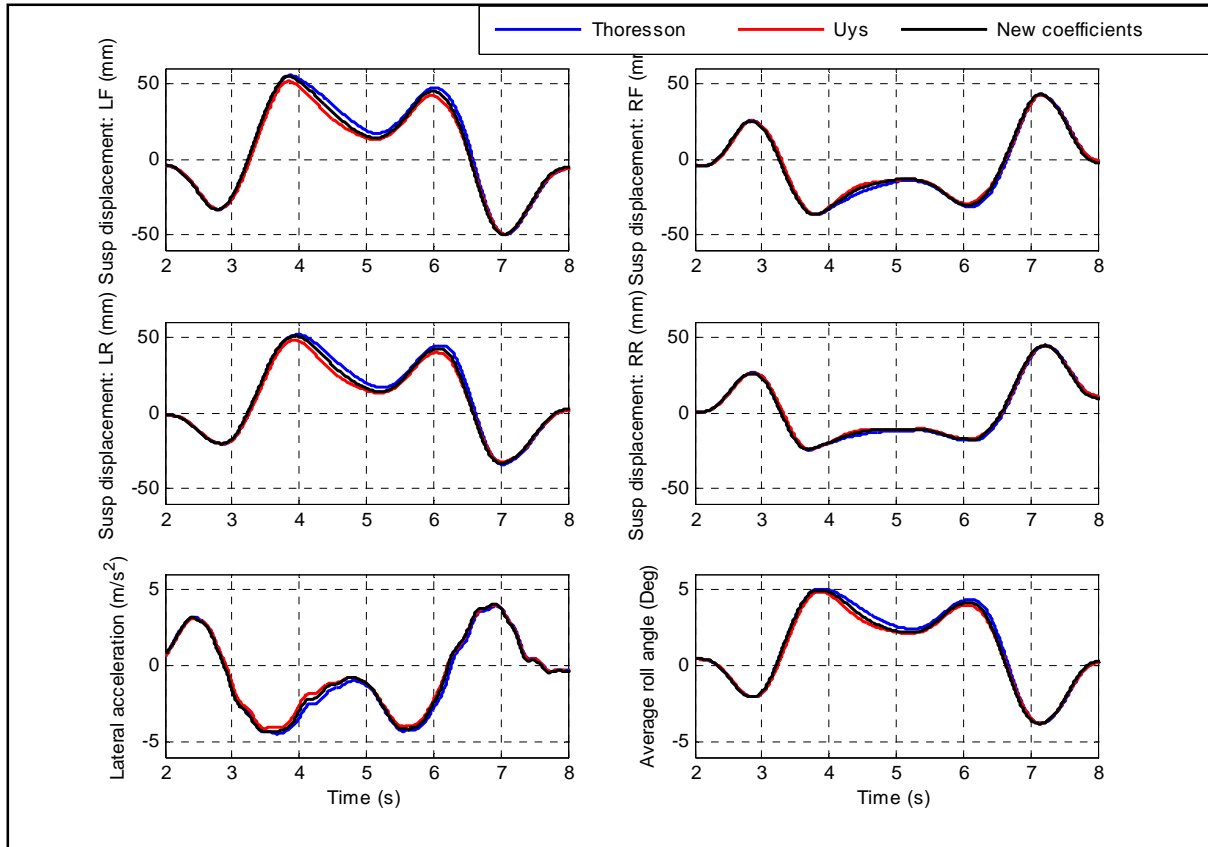 Thoresson Uys New coefficients
Susp displacement: LF (mm)
50
0
-50
2 3 4 5 6 7 8
Susp displacement: RF (mm)
50
0
-50
2 3 4 5 6 7 8
Susp displacement: LR (mm)
50
0
-50
2 3 4 5 6 7 8
Susp displacement: RR (mm)
50
0
-50
2 3 4 5 6 7 8
Lateral acceleration (m/s²)
5
0
-5
2 3 4 5 6 7 8
Time (s)
Average roll angle (Deg)
5
0
-5
2 3 4 5 6 7 8
Time (s)